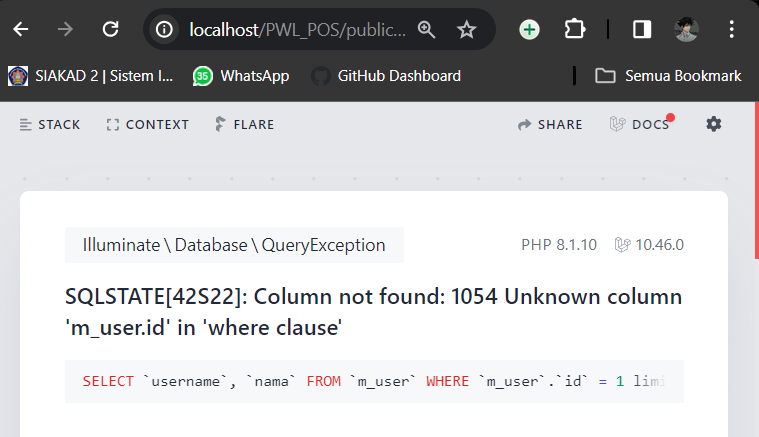 localhost/PWL_POS/public...
SIAKAD 2 | Sistem I...
35
WhatsApp
GitHub Dashboard
Semua Bookmark
STACK CONTEXT FLARE SHARE DOCS
Illuminate \ Database \ QueryException
PHP 8.1.10 10.46.0
SQLSTATE[42S22]: Column not found: 1054 Unknown column
'm_user.id' in 'where clause'
SELECT `username`, `nama` FROM `m_user` WHERE `m_user`.`id` = 1 limi